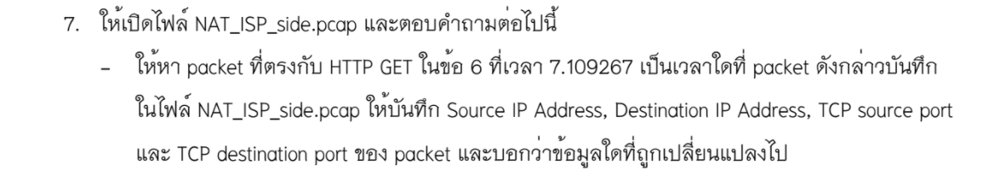 7. ให้เปิดไฟล์ NAT_ISP_side.pcap และตอบคำถามต่อไปนี้
- ให้หา packet ที่ตรงกับ HTTP GET ในข้อ 6 ที่เวลา 7.109267 เป็นเวลาใดที่ packet ดังกล่าวบันทึก
ในไฟล์ NAT_ISP_side.pcap ให้บันทึก Source IP Address, Destination IP Address, TCP source port
และ TCP destination port ของ packet และบอกว่าข้อมูลใดที่ถูกเปลี่ยนแปลงไป